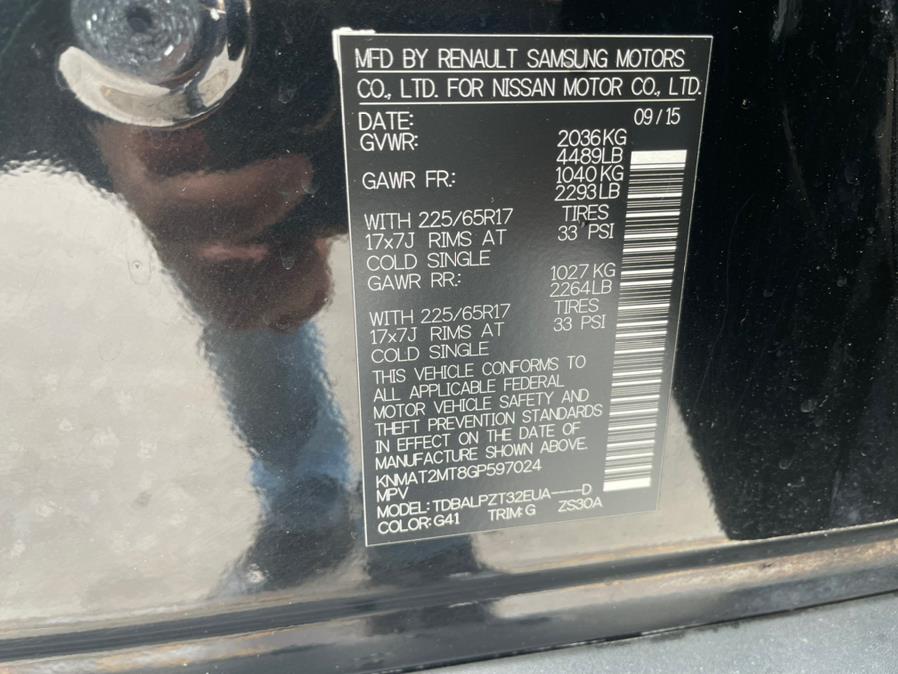 MFD BY RENAULT SAMSUNG MOTORS
CO., LTD. FOR NISSAN MOTOR CO., LTD.
DATE: 09/15
GVWR: 2036KG
4489LB
GAWR FR.: 1040KG
2293LB
WITH 225/65R17 TIRES
17x7J RIMS AT 33 PSI
COLD SINGLE
GAWR RR.: 1027 KG
2264LB
WITH 225/65R17 TIRES
17x7J RIMS AT 33 PSI
COLD SINGLE
THIS VEHICLE CONFORMS TO
ALL APPLICABLE FEDERAL
MOTOR VEHICLE SAFETY AND
THEFT PREVENTION STANDARDS
IN EFFECT ON THE DATE OF
MANUFACTURE SHOWN ABOVE.
KNMAT2MT8GP597024
MPV
MODEL: TDBALPZT32EUA----D
COLOR: G41 TRIM: G ZS30A